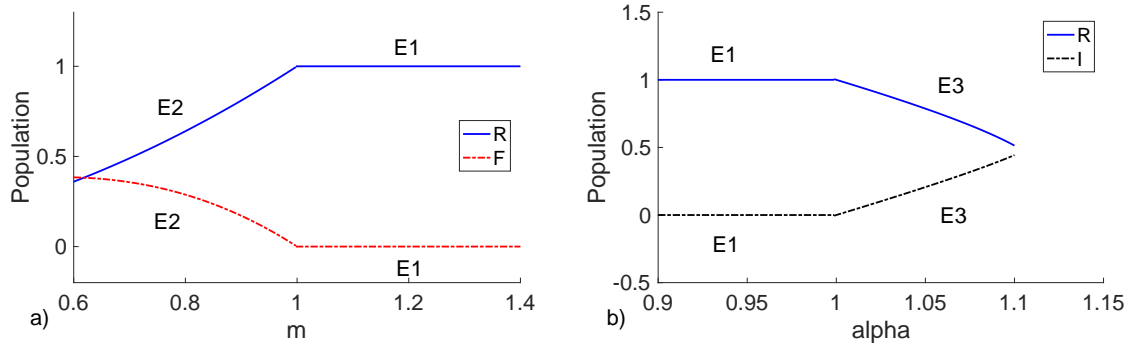 E1
E2
R
F
E2
E1
Population
1
0.5
0
0.6
0.8
1
1.2
1.4
m
a)
R
I
E1
E3
E3
E1
Population
1.5
1
0.5
0
-0.5
0.9
0.95
1
1.05
1.1
1.15
alpha
b)